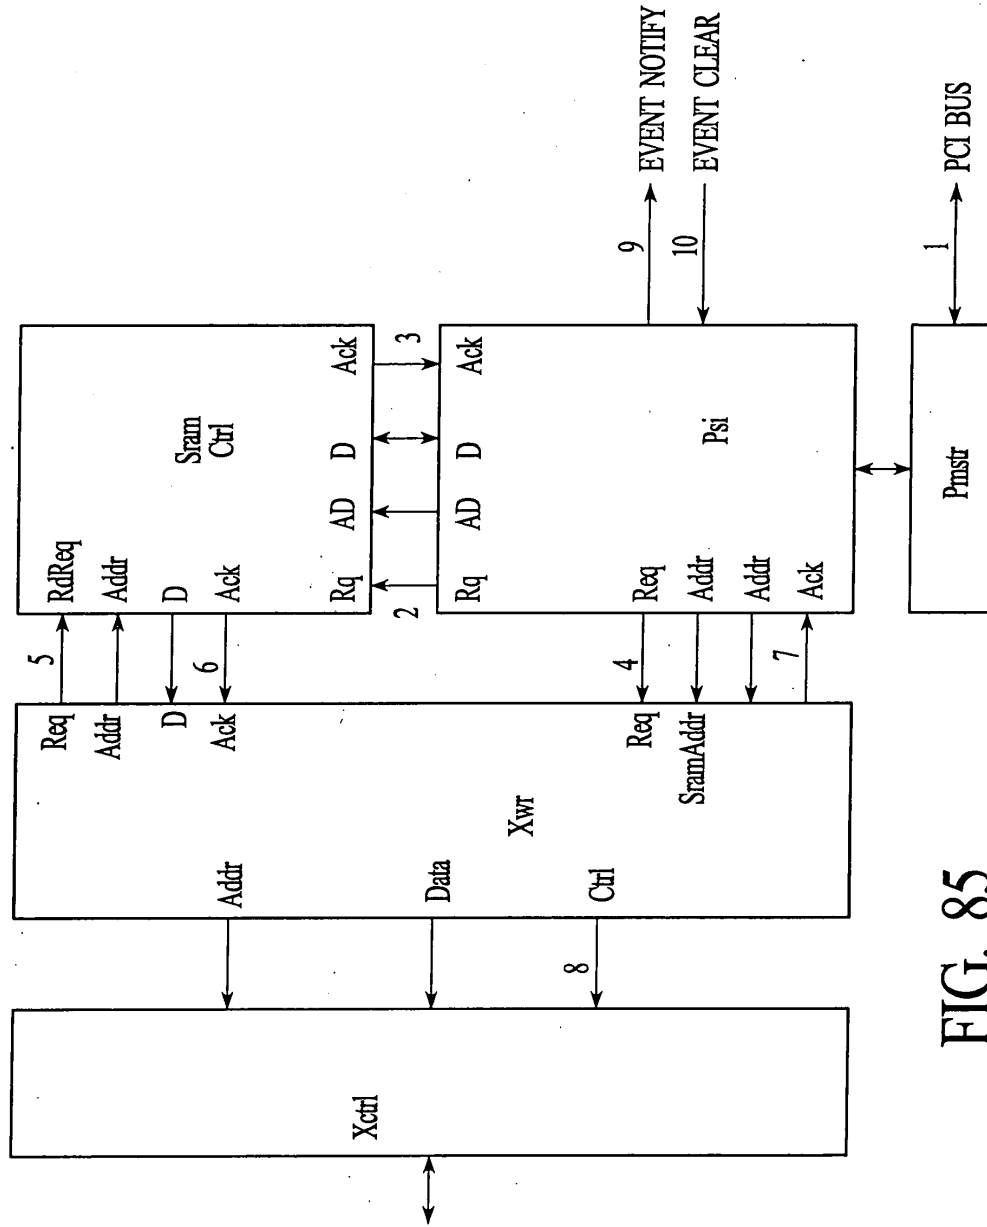 EVENT NOTIFY
EVENT CLEAR
PCI BUS
9
10
1
3
Ack
D
AD
Rq
2
Sram
Ctrl
RdReq
Addr
D
Ack
Ack
D
AD
Rq
Psi
Req
Addr
Addr
Ack
Pmstr
5
6
4
7
Req
Addr
D
Ack
Req
SramAddr
Xwr
Addr
Data
Ctrl
8
Xctrl
FIG. 85